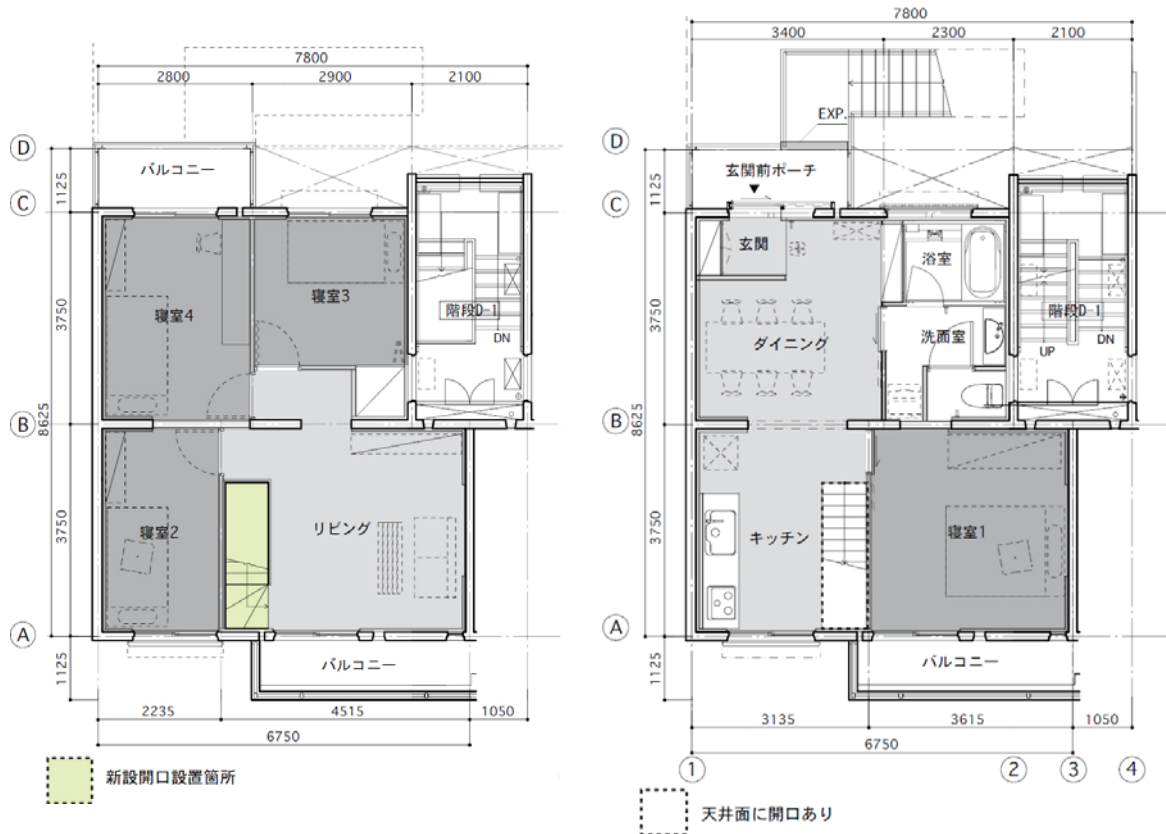 7800
2800
2900
2100
D
バルコニー
1125
C
寝室4
寝室3
階段D-1
DN
3750
B
8625
寝室2
リビング
3750
A
バルコニー
1125
2235
4515
1050
6750
新設開口設置箇所
7800
3400
2300
2100
EXP.
D
玄関前ポーチ
1125
C
玄関
浴室
階段D-1
3750
ダイニング
洗面室
UP
DN
B
8625
キッチン
寝室1
3750
A
バルコニー
1125
3135
3615
1050
6750
1
2
3
4
天井面に開口あり